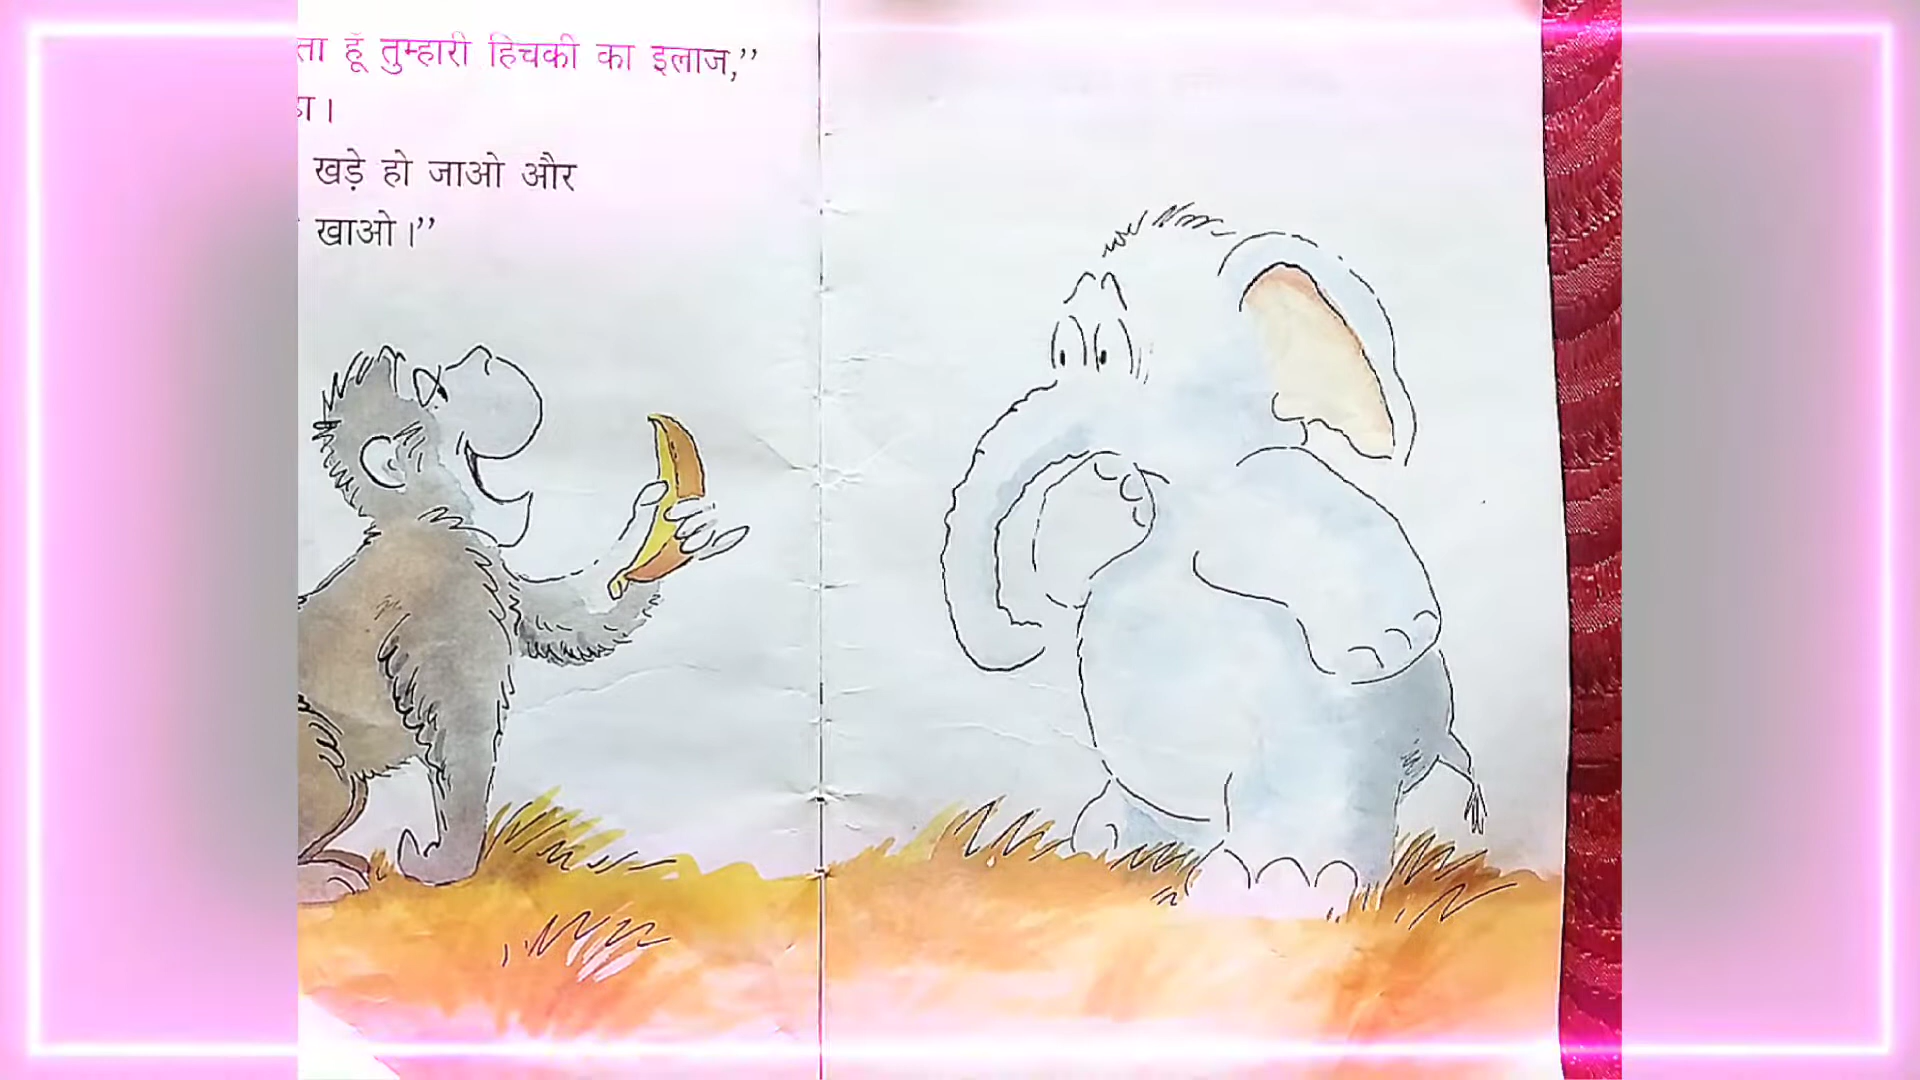 हूँ तुम्हारी हिचकी का इलाज,”
खड़े हो जाओ और
खाओ।”